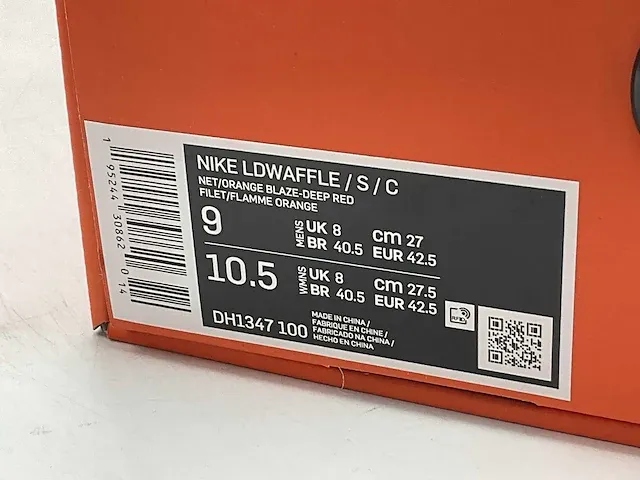 1 95244 30862 0 14
NIKE LDWAFFLE / S / C
NET/ORANGE BLAZE-DEEP RED
FILET/FLAMME ORANGE
9 MENS UK 8 cm 27
BR 40.5 EUR 42.5
10.5 WMNS UK 8 cm 27.5
BR 40.5 EUR 42.5
DH1347 100
MADE IN CHINA /
FABRIQUE EN CHINE /
FABRICADO NA CHINA /
HECHO EN CHINA
RFID